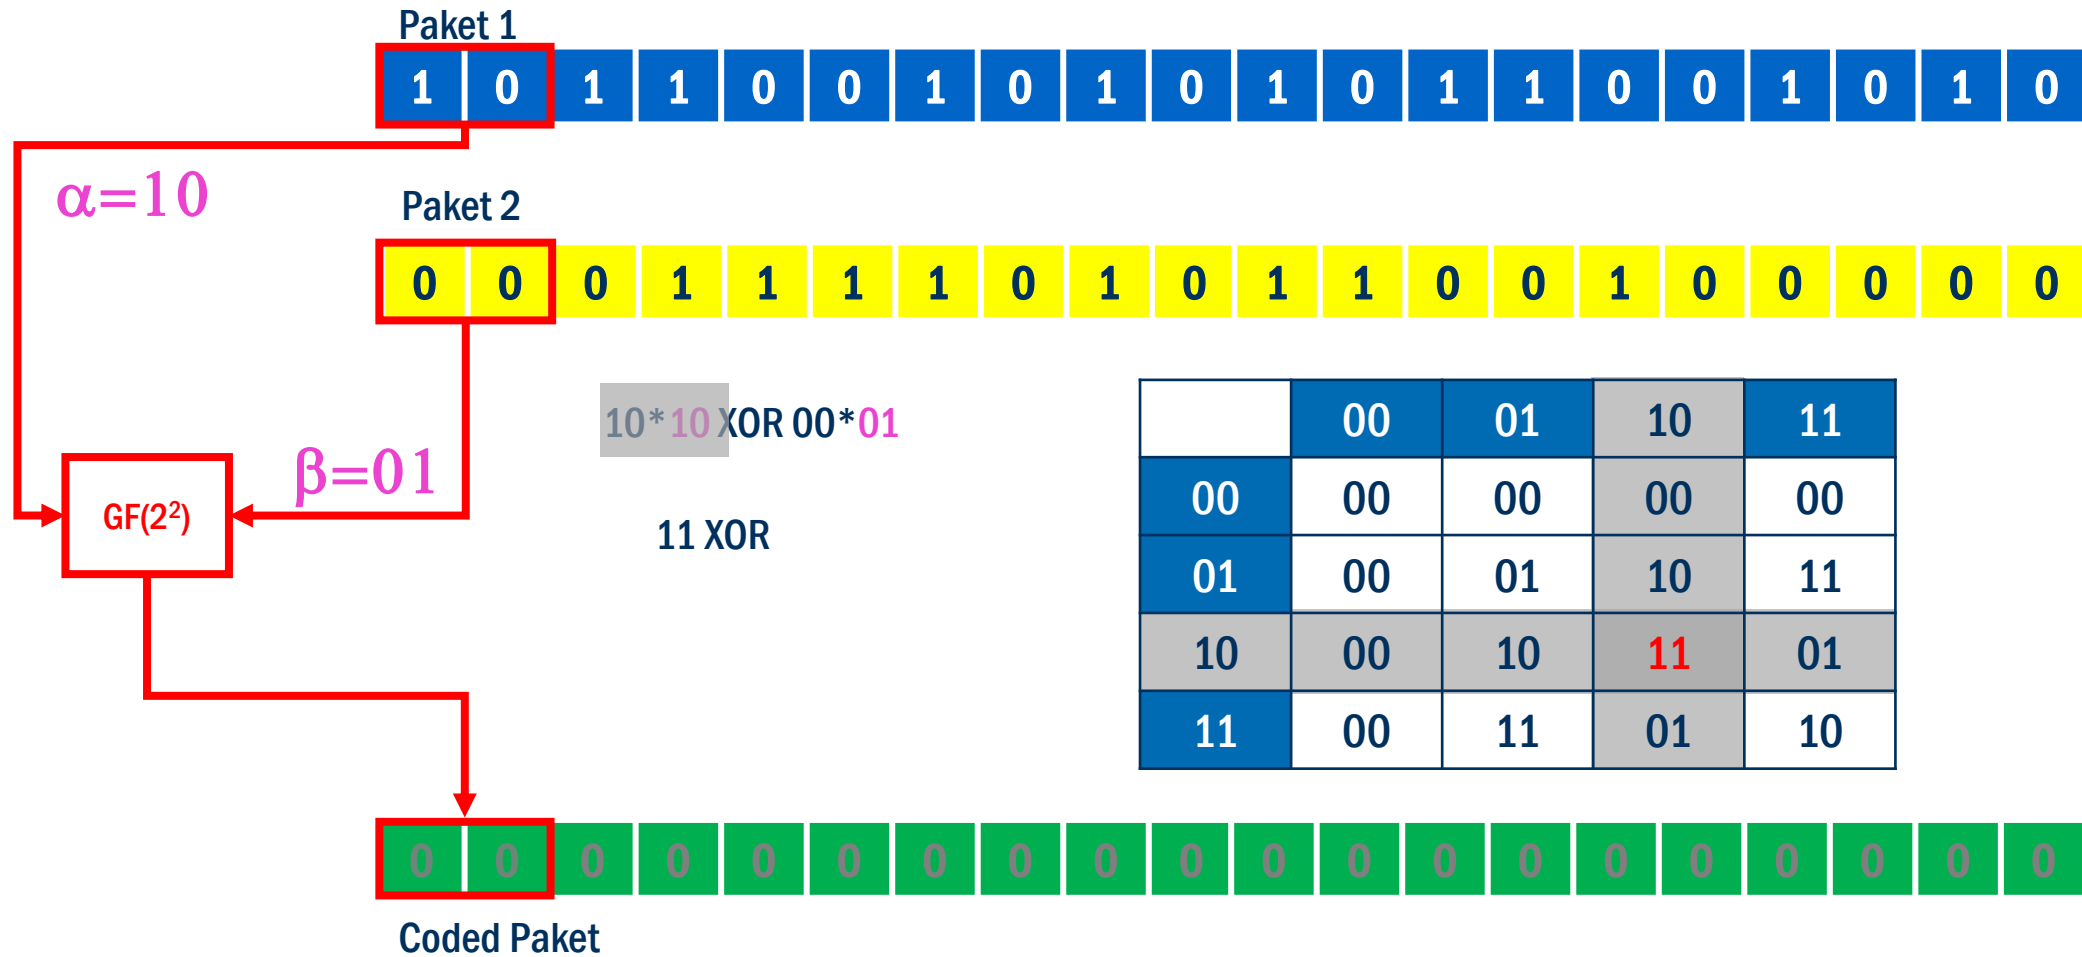 Paket 1
1 0 1 1 0 0 1 0 1 0 1 0 1 1 0 0 1 0 1 0
α=10
Paket 2
0 0 0 1 1 1 1 0 1 0 1 1 0 0 1 0 0 0 0 0
10*10 XOR 00*01
β=01
GF(2²)
11 XOR
00 01 10 11
00 00 00 00 00
01 00 01 10 11
10 00 10 11 01
11 00 11 01 10
0 0 0 0 0 0 0 0 0 0 0 0 0 0 0 0 0 0 0 0
Coded Paket